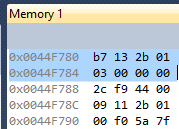 Memory 1
0x0044F780 b7 13 2b 01
0x0044F784 03 00 00 00
0x0044F788 2c f9 44 00
0x0044F78C 09 11 2b 01
0x0044F790 00 f0 5a 7f